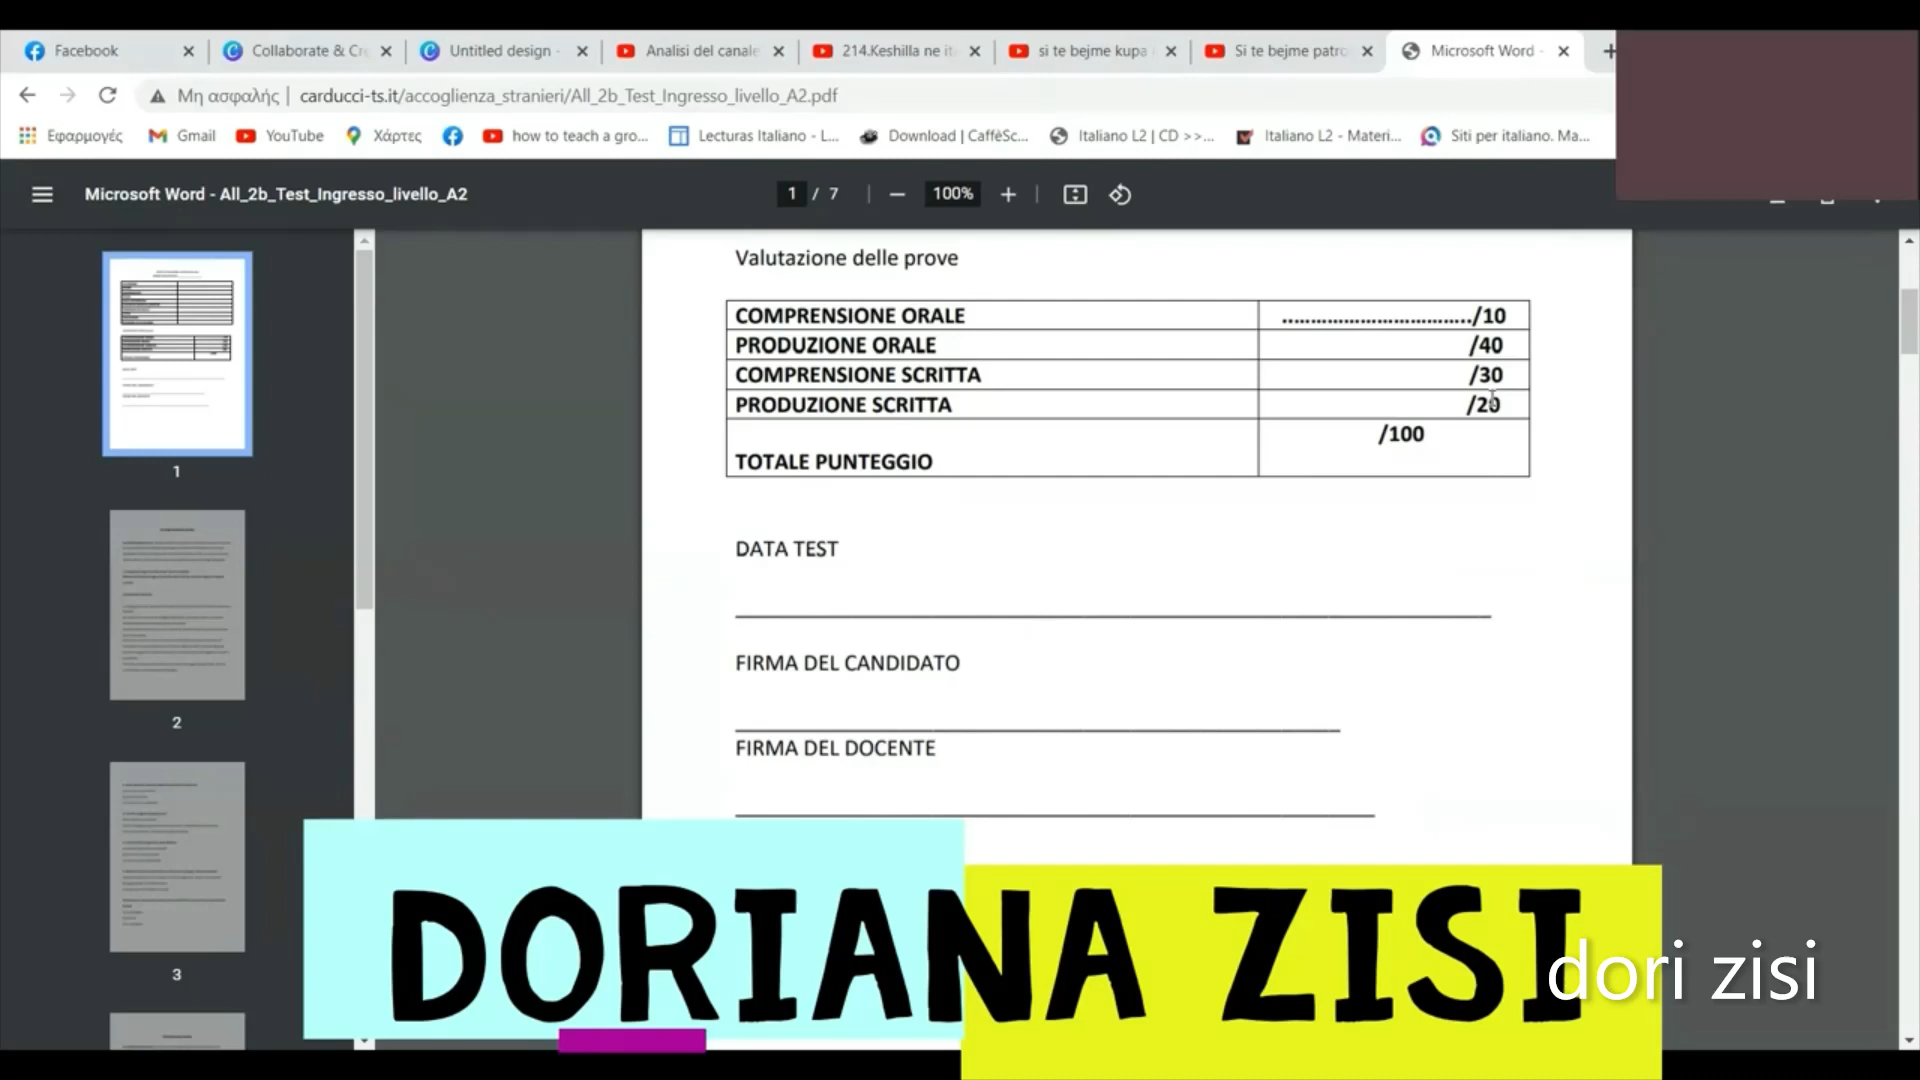 Facebook
Collaborate & Cre
Untitled design -
Analisi del canale
214.Keshilla ne it
si te bejme kupa
Si te bejme patro
Microsoft Word -
Μη ασφαλής | carducci-ts.it/accoglienza_stranieri/All_2b_Test_Ingresso_livello_A2.pdf
Εφαρμογές
Gmail
YouTube
Χάρτες
how to teach a gro...
Lecturas Italiano - L...
Download | CaffèSc...
Italiano L2 | CD >>...
Italiano L2 - Materi...
Siti per italiano. Ma...
Microsoft Word - All_2b_Test_Ingresso_livello_A2
1 / 7
100%
Valutazione delle prove
COMPRENSIONE ORALE ................................/10
PRODUZIONE ORALE /40
COMPRENSIONE SCRITTA /30
PRODUZIONE SCRITTA /20
/100
TOTALE PUNTEGGIO
DATA TEST
FIRMA DEL CANDIDATO
FIRMA DEL DOCENTE
1
2
3
DORIANA ZISI
dori zisi